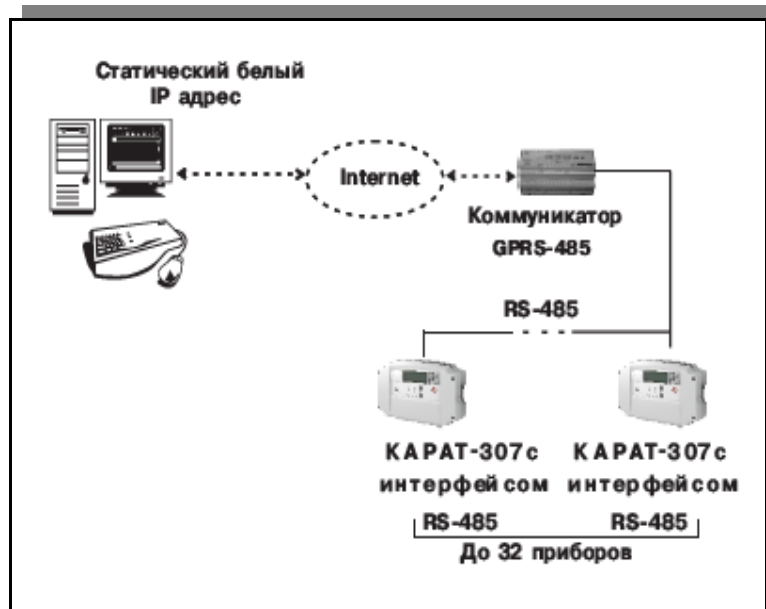 Статический белый
IP адрес
Internet
Коммуникатор
GPRS-485
RS-485
КАРАТ-307с КАРАТ-307с
интерфейсом интерфейсом
RS-485 RS-485
До 32 приборов